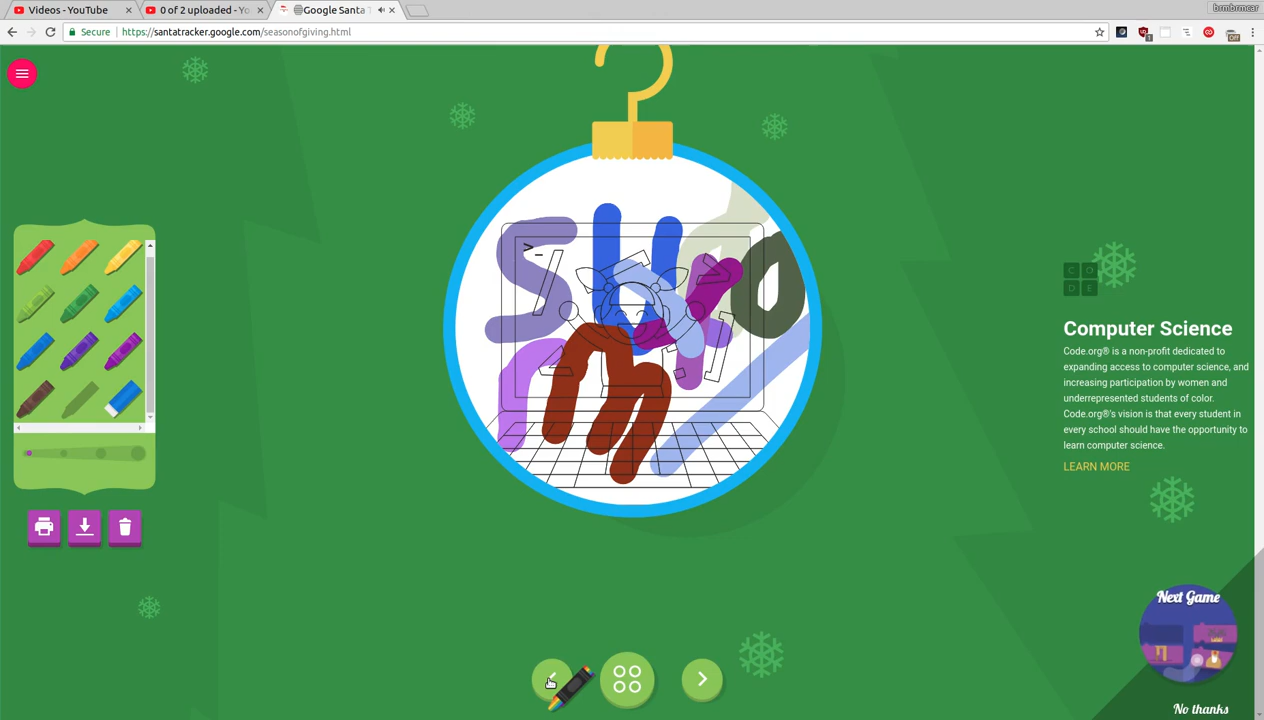 Videos - YouTube
0 of 2 uploaded - Yo
Google Santa T
brmbrmcar
Secure
https://santatracker.google.com/seasonofgiving.html
1
Off
>_
C O
D E
Computer Science
Code.org® is a non-profit dedicated to
expanding access to computer science, and
increasing participation by women and
underrepresented students of color.
Code.org®'s vision is that every student in
every school should have the opportunity to
learn computer science.
LEARN MORE
Next Game
No thanks